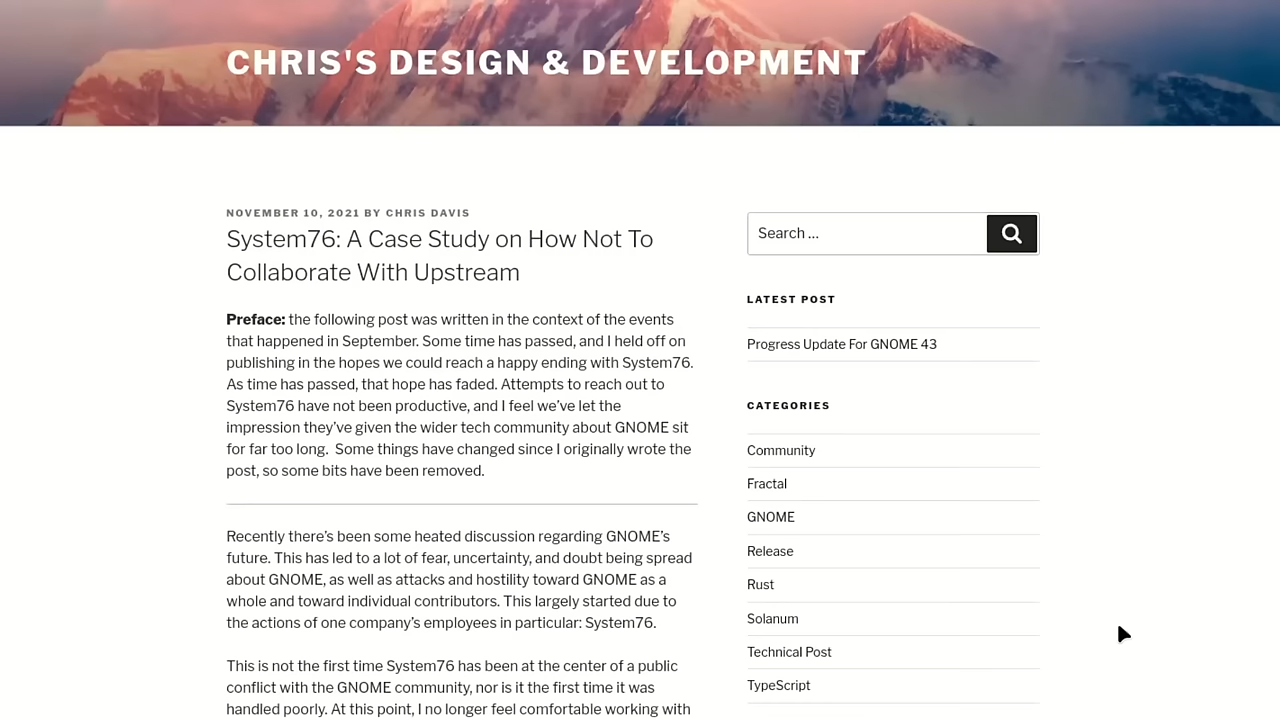 CHRIS'S DESIGN & DEVELOPMENT
NOVEMBER 10, 2021 BY CHRIS DAVIS
System76: A Case Study on How Not To
Collaborate With Upstream
Preface: the following post was written in the context of the events
that happened in September. Some time has passed, and I held off on
publishing in the hopes we could reach a happy ending with System76.
As time has passed, that hope has faded. Attempts to reach out to
System76 have not been productive, and I feel we’ve let the
impression they’ve given the wider tech community about GNOME sit
for far too long.  Some things have changed since I originally wrote the
post, so some bits have been removed.
Recently there’s been some heated discussion regarding GNOME’s
future. This has led to a lot of fear, uncertainty, and doubt being spread
about GNOME, as well as attacks and hostility toward GNOME as a
whole and toward individual contributors. This largely started due to
the actions of one company’s employees in particular: System76.
This is not the first time System76 has been at the center of a public
conflict with the GNOME community, nor is it the first time it was
handled poorly. At this point, I no longer feel comfortable working with
Search …
LATEST POST
Progress Update For GNOME 43
CATEGORIES
Community
Fractal
GNOME
Release
Rust
Solanum
Technical Post
TypeScript